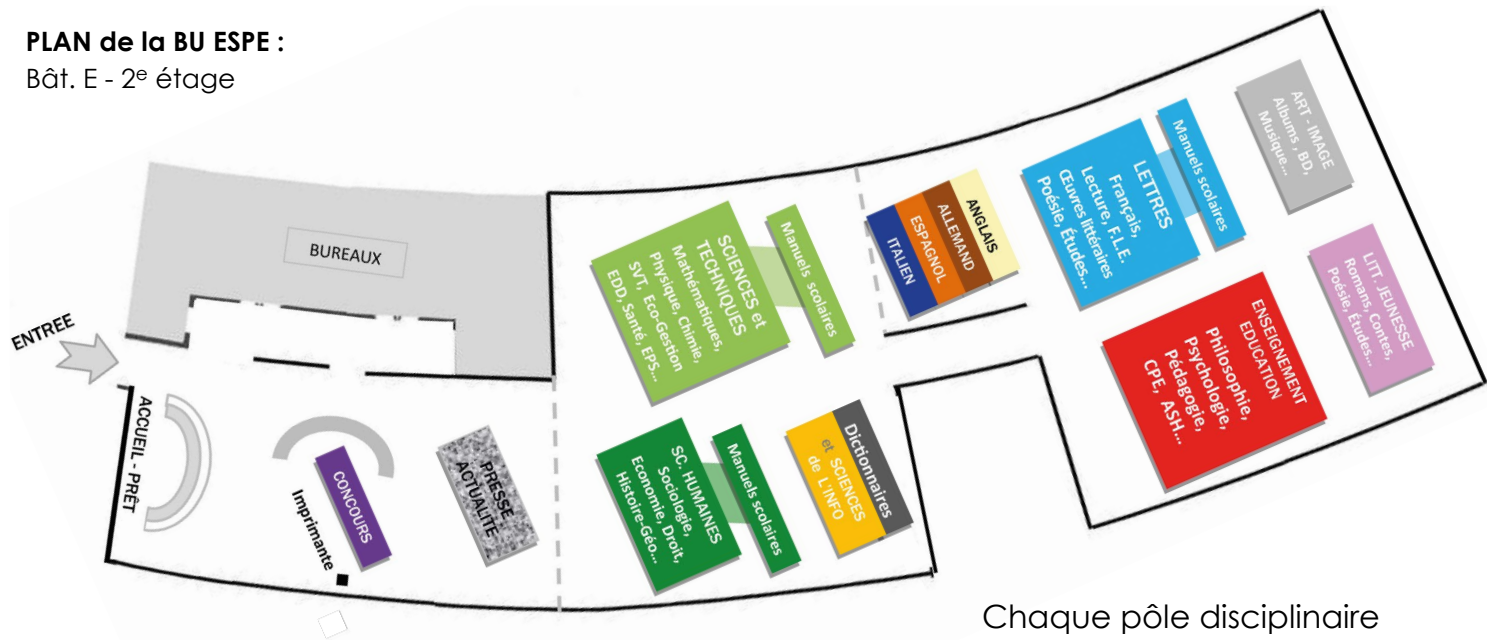 PLAN de la BU ESPE :
Bât. E - 2e étage
BUREAUX
ENTREE
ACCUEIL - PRÊT
Imprimante
CONCOURS
PRESSE
ACTUALITE
SCIENCES et
TECHNIQUES
Mathématiques,
Physique, Chimie,
SVT, Eco-Gestion
EDD, Santé, EPS...
Manuels scolaires
SC. HUMAINES
Sociologie,
Economie, Droit,
Histoire-Géo...
Manuels scolaires
Dictionnaires
et SCIENCES
de L'INFO
ANGLAIS
ALLEMAND
ESPAGNOL
ITALIEN
LETTRES
Français,
Lecture, F.L.E.
Œuvres littéraires
Poésie, Études...
Manuels scolaires
ART - IMAGE
Albums , BD,
Musique...
LITT. JEUNESSE
Romans, Contes,
Poésie, Études...
ENSEIGNEMENT
EDUCATION
Philosophie,
Psychologie,
Pédagogie,
CPE, ASH...
Chaque pôle disciplinaire